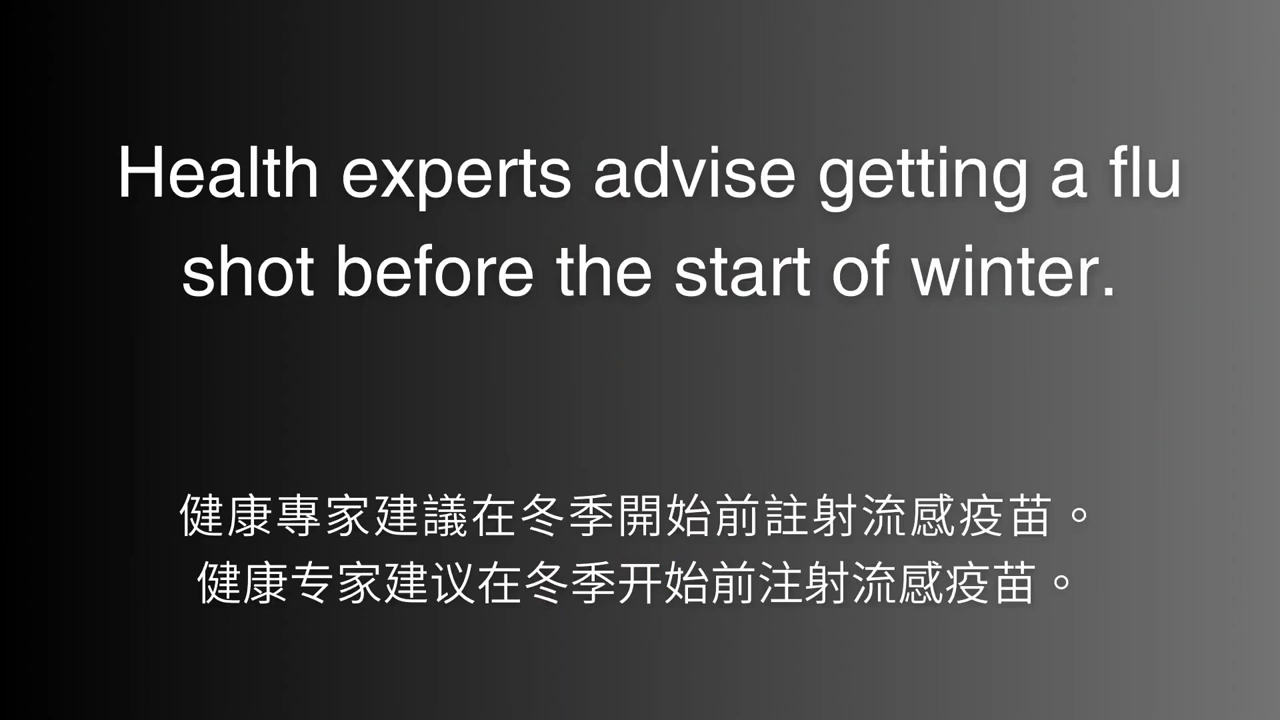 Health experts advise getting a flu
shot before the start of winter.
健康專家建議在冬季開始前註射流感疫苗。
健康专家建议在冬季开始前注射流感疫苗。